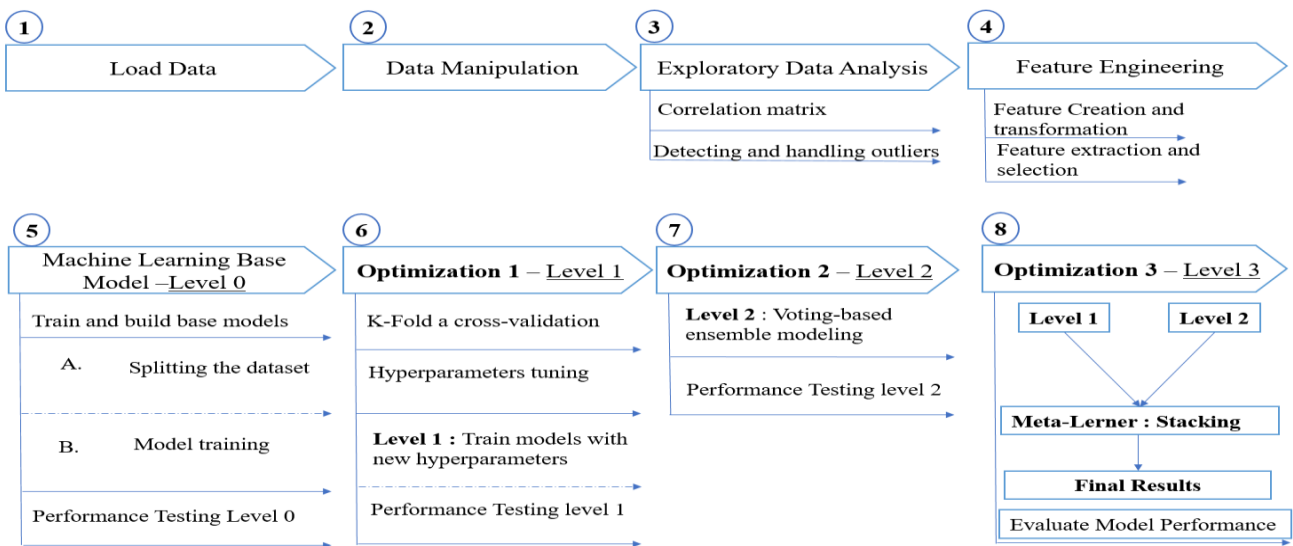 1
Load Data
2
Data Manipulation
3
Exploratory Data Analysis
Correlation matrix
Detecting and handling outliers
4
Feature Engineering
Feature Creation and
transformation
Feature extraction and
selection
5
Machine Learning Base
Model –Level 0
Train and build base models
A. Splitting the dataset
B. Model training
Performance Testing Level 0
6
Optimization 1 – Level 1
K-Fold a cross-validation
Hyperparameters tuning
Level 1 : Train models with
new hyperparameters
Performance Testing level 1
7
Optimization 2 – Level 2
Level 2 : Voting-based
ensemble modeling
Performance Testing level 2
8
Optimization 3 – Level 3
Level 1
Level 2
Meta-Lerner : Stacking
Final Results
Evaluate Model Performance